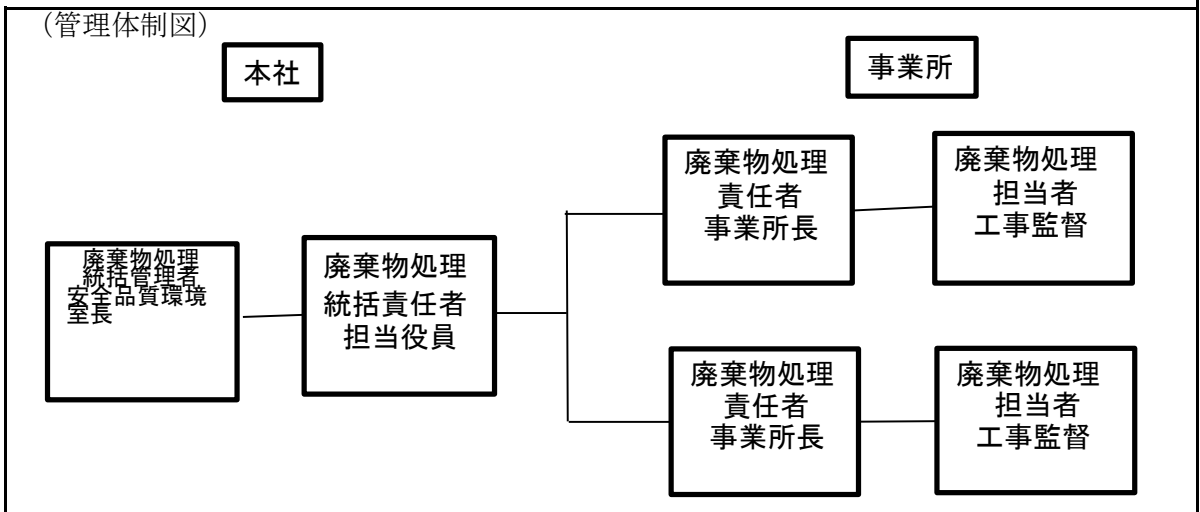 (管理体制図)
本社
事業所
廃棄物処理
統括管理者
安全品質環境
室長
廃棄物処理
統括責任者
担当役員
廃棄物処理
責任者
事業所長
廃棄物処理
担当者
工事監督
廃棄物処理
責任者
事業所長
廃棄物処理
担当者
工事監督